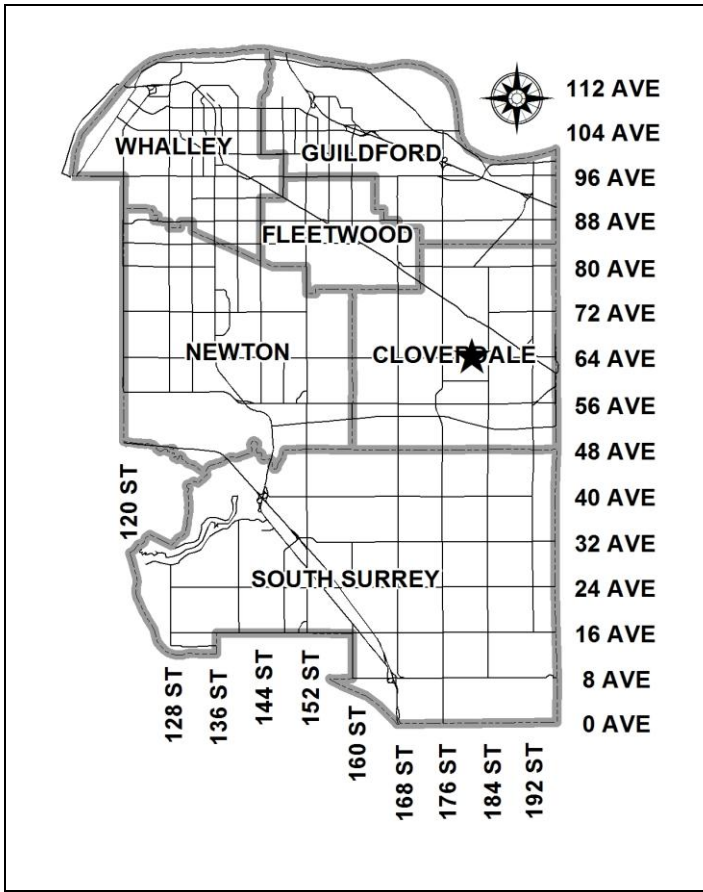 112 AVE
104 AVE
WHALLEY
GUILDFORD
96 AVE
88 AVE
FLEETWOOD
80 AVE
72 AVE
NEWTON
CLOVERDALE
64 AVE
56 AVE
48 AVE
120 ST
40 AVE
32 AVE
SOUTH SURREY
24 AVE
16 AVE
128 ST
136 ST
144 ST
152 ST
8 AVE
160 ST
0 AVE
168 ST
176 ST
184 ST
192 ST